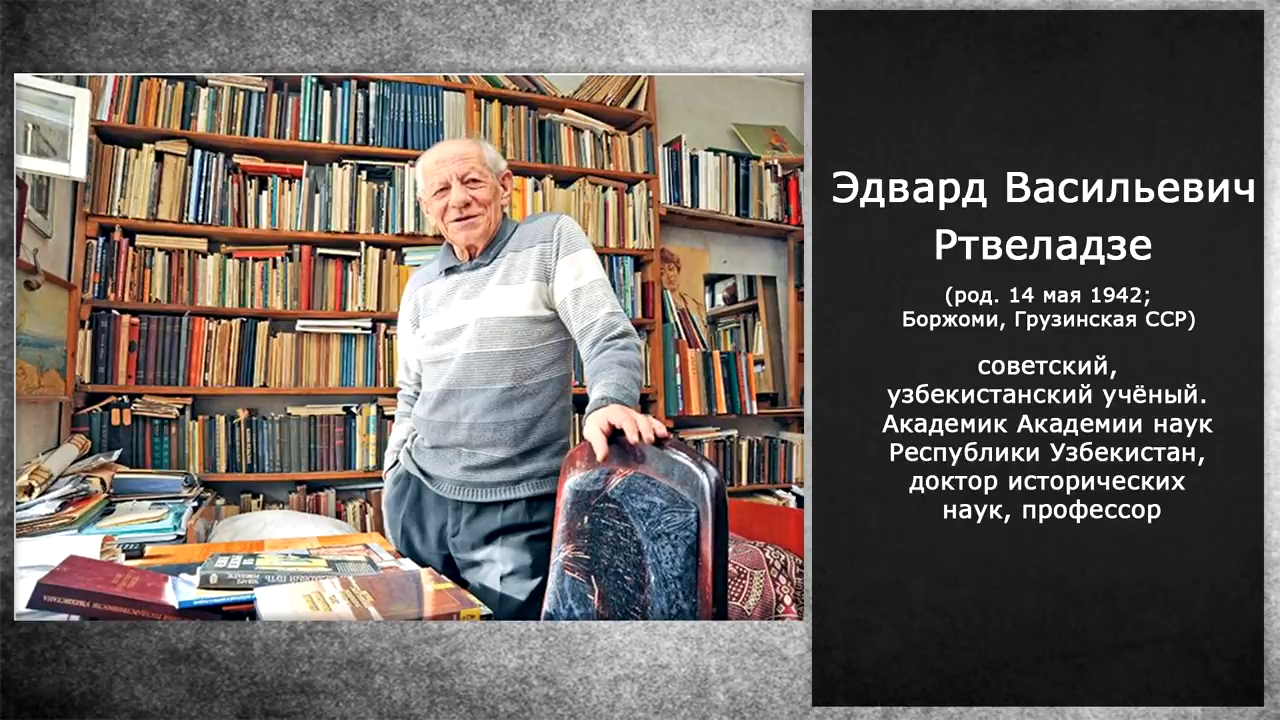 Эдвард Васильевич
Ртвеладзе
(род. 14 мая 1942;
Боржоми, Грузинская ССР)
советский,
узбекистанский учёный.
Академик Академии наук
Республики Узбекистан,
доктор исторических
наук, профессор